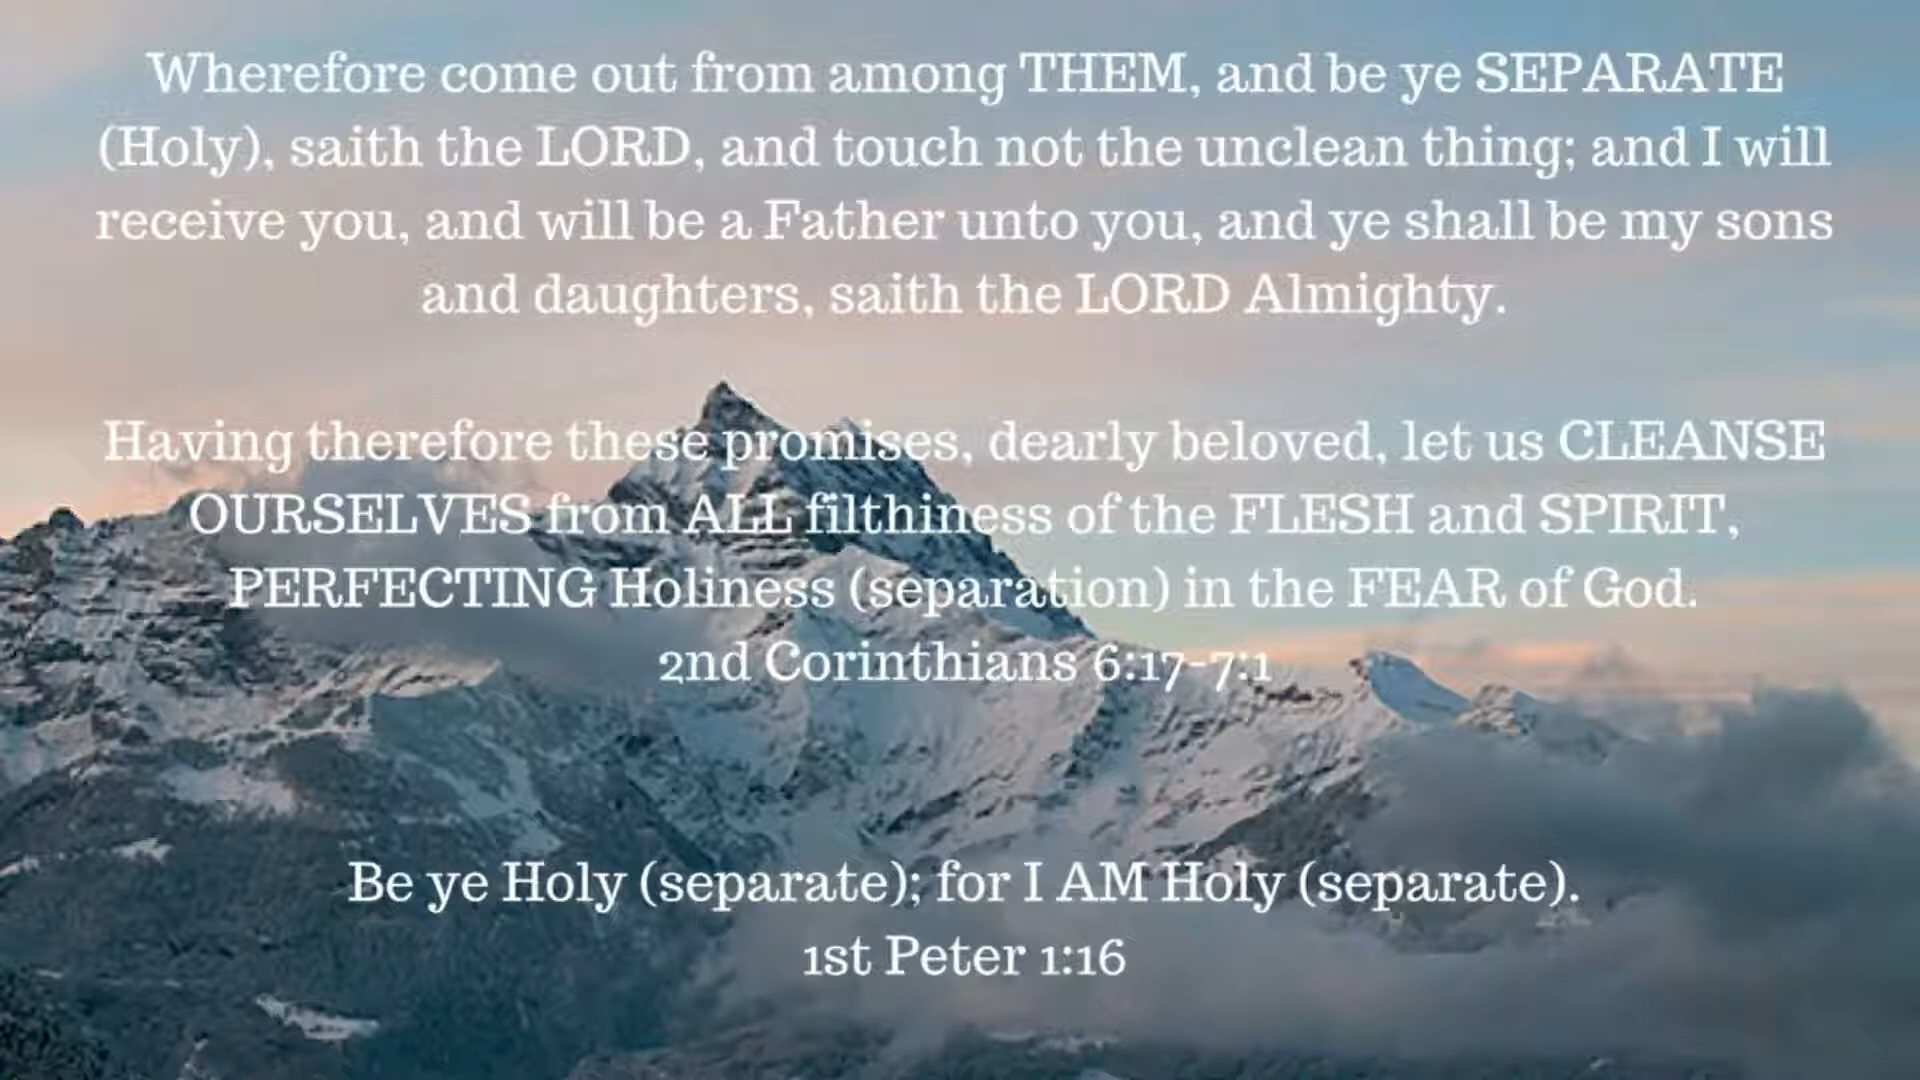 Wherefore come out from among THEM, and be ye SEPARATE
(Holy), saith the LORD, and touch not the unclean thing; and I will
receive you, and will be a Father unto you, and ye shall be my sons
and daughters, saith the LORD Almighty.
Having therefore these promises, dearly beloved, let us CLEANSE
OURSELVES from ALL filthiness of the FLESH and SPIRIT,
PERFECTING Holiness (separation) in the FEAR of God.
2nd Corinthians 6:17-7:1
Be ye Holy (separate); for I AM Holy (separate).
1st Peter 1:16